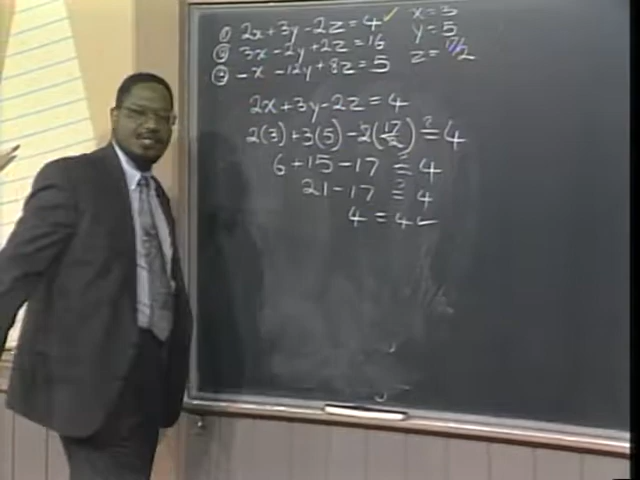 ① 2x+3y-2z=4 ✓
② 3x-2y+2z=16
③ -x-12y+8z=5
x=3
y=5
z=17/2
2x+3y-2z=4
2(3)+3(5)-2(17/2)≟4
6+15-17≟4
21-17≟4
4=4✓